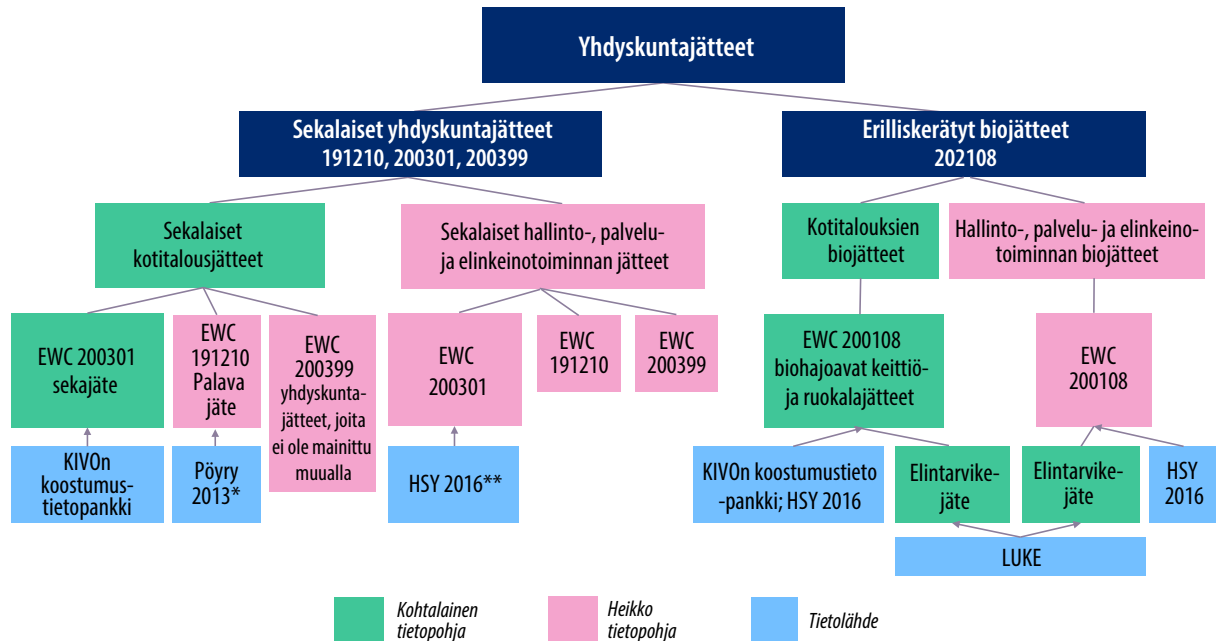 Yhdyskuntajätteet
Sekalaiset yhdyskuntajätteet
191210, 200301, 200399
Erilliskerätyt biojätteet
202108
Sekalaiset
kotitalousjätteet
Sekalaiset hallinto-, palvelu-
ja elinkeinotoiminnan jätteet
Kotitalouksien
biojätteet
Hallinto-, palvelu- ja elinkeino-
toiminnan biojätteet
EWC 200301
sekajäte
EWC
191210
Palava
jäte
EWC
200399
yhdyskunta-
jätteet, joita
ei ole mainittu
muualla
EWC
200301
EWC
191210
EWC
200399
EWC 200108
biohajoavat keittiö-
ja ruokalajätteet
EWC
200108
KIVOn
koostumus-
tietopankki
Pöyry
2013*
HSY 2016**
KIVOn koostumustieto
-pankki; HSY 2016
Elintarvike-
jäte
Elintarvike-
jäte
HSY
2016
LUKE
Kohtalainen
tietopohja
Heikko
tietopohja
Tietolähde